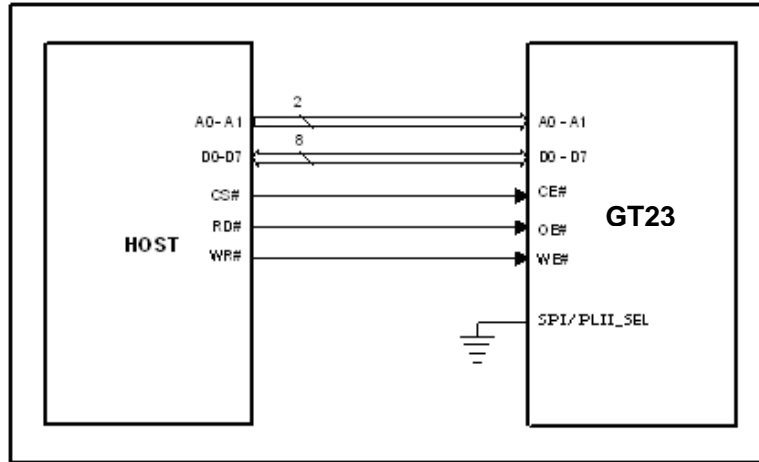 2
A0-A1
A0-A1
8
D0-D7
D0-D7
CS#
CE#
GT23
RD#
OE#
HOST
WR#
WE#
SPI/PLII_SEL